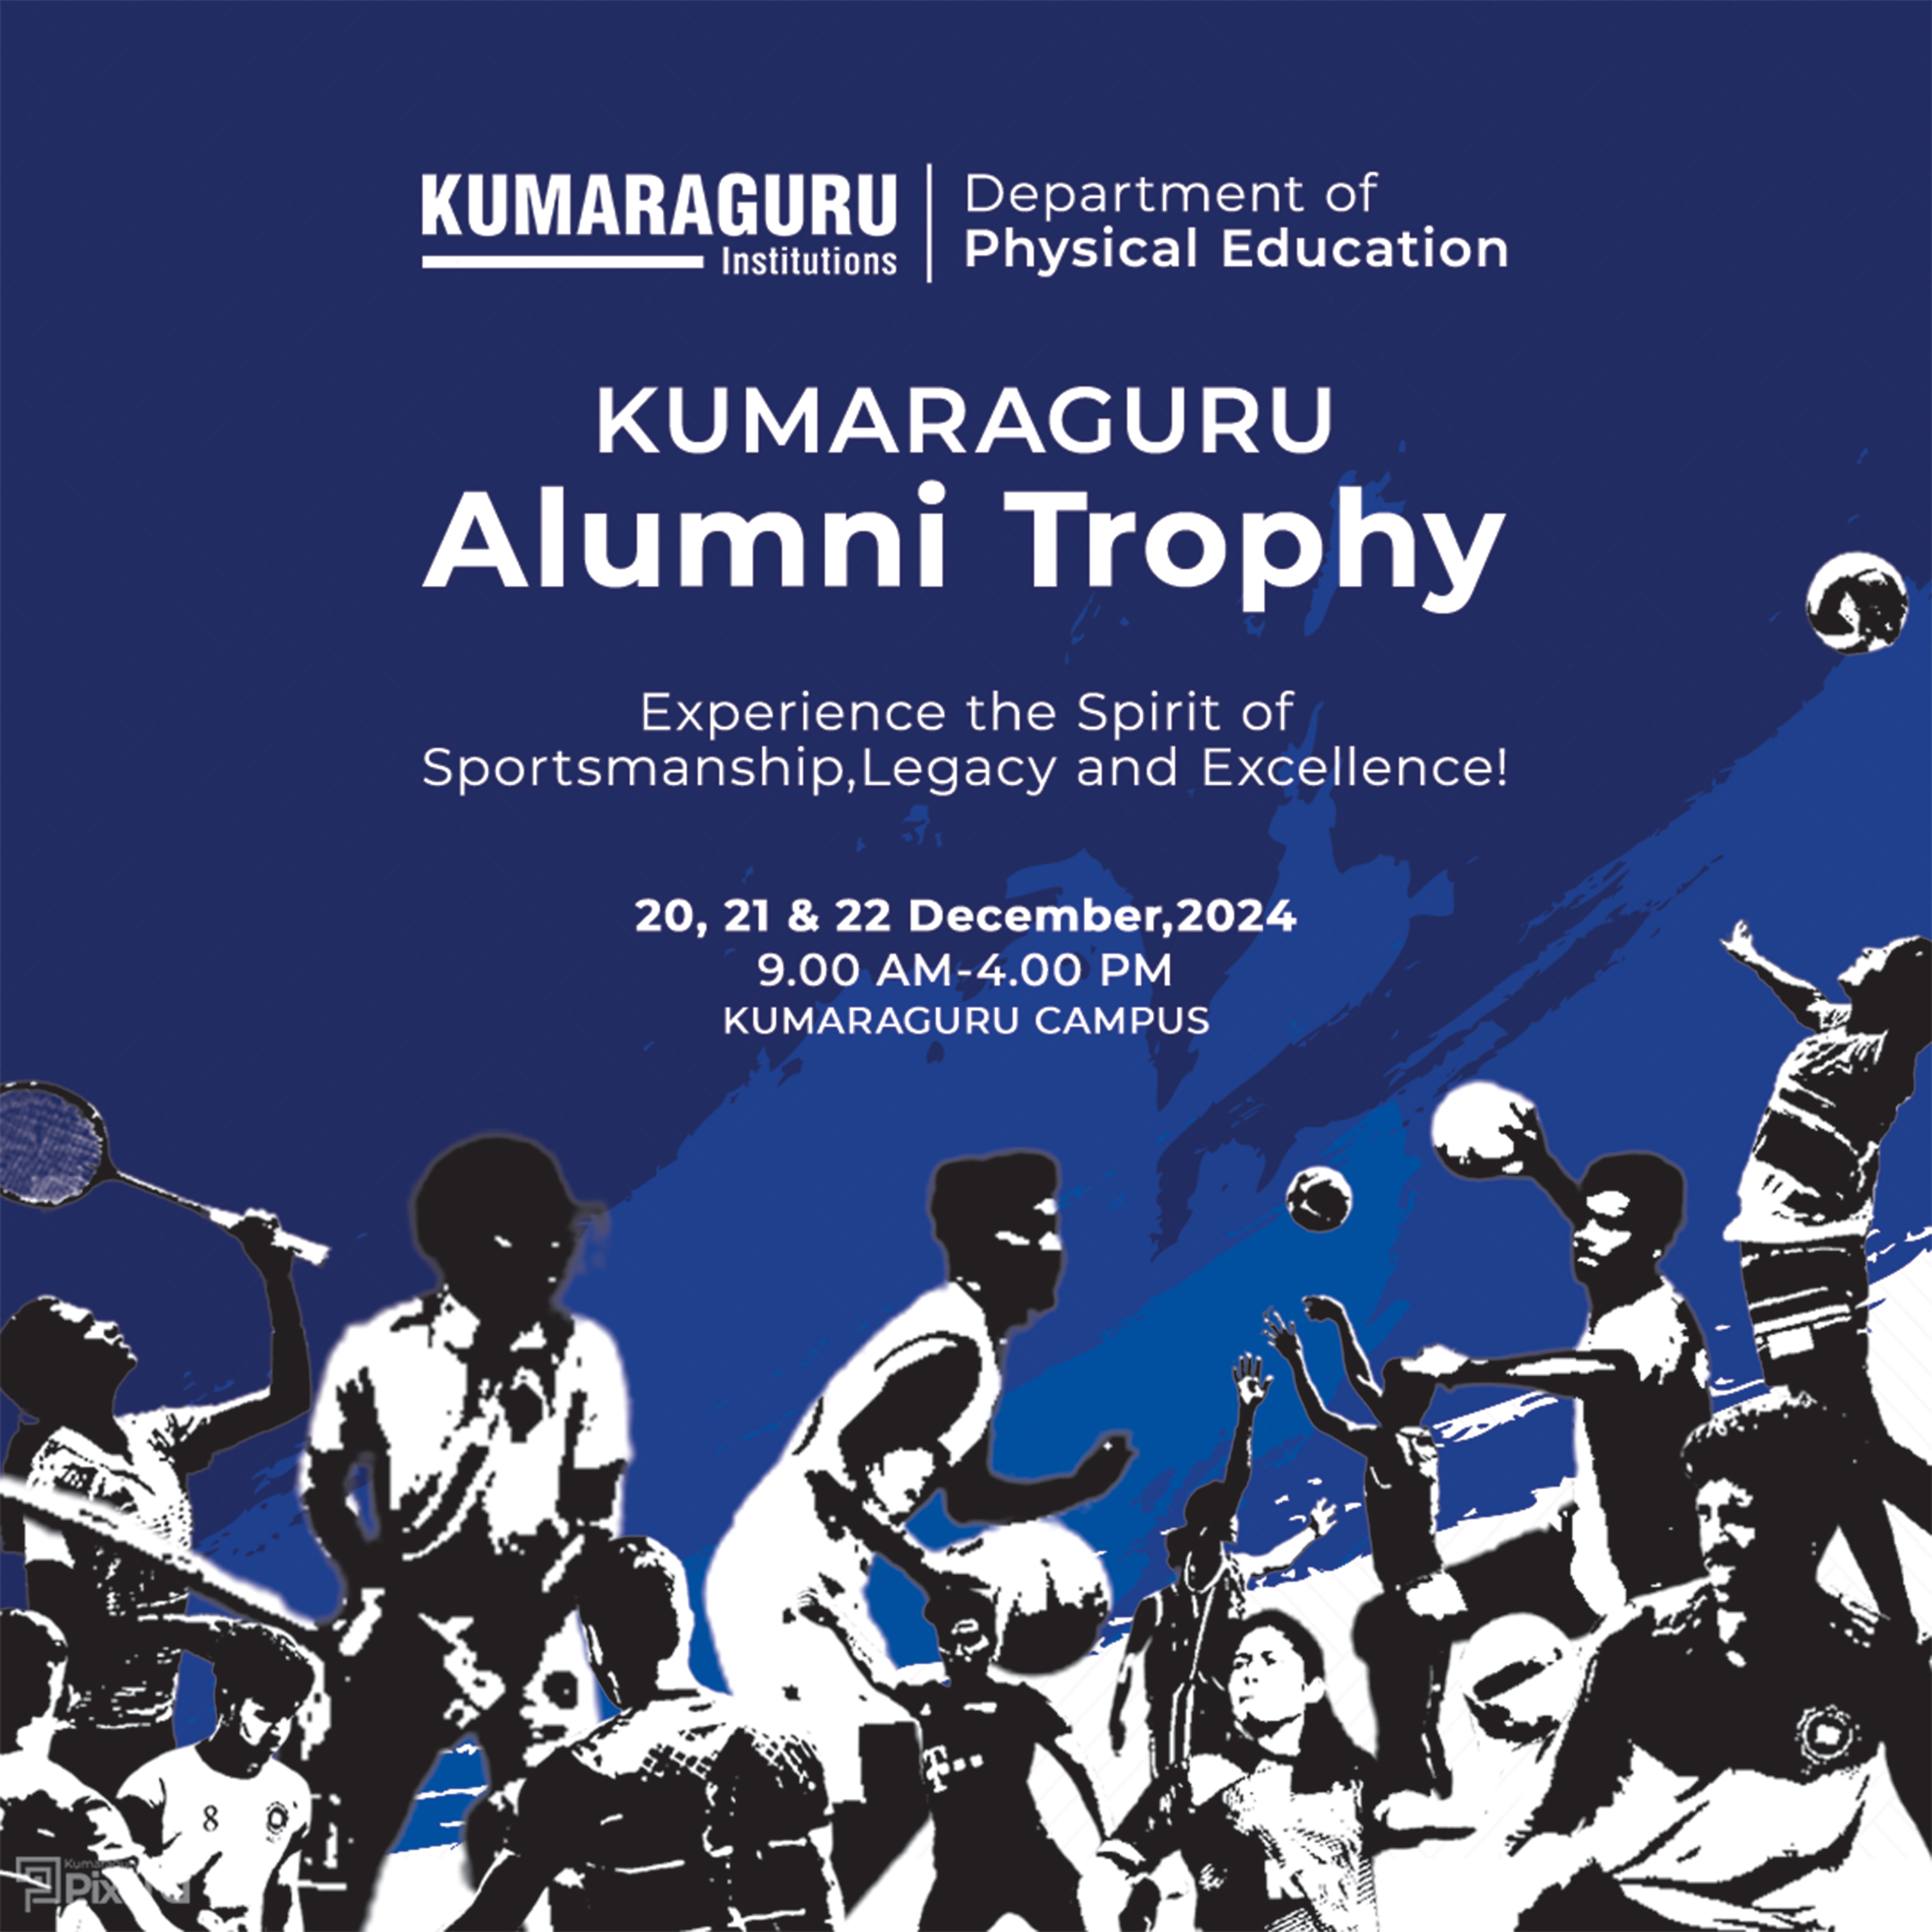 KUMARAGURU
Institutions
Department of
Physical Education
KUMARAGURU
Alumni Trophy
Experience the Spirit of
Sportsmanship,Legacy and Excellence!
20, 21 & 22 December,2024
9.00 AM-4.00 PM
KUMARAGURU CAMPUS
8